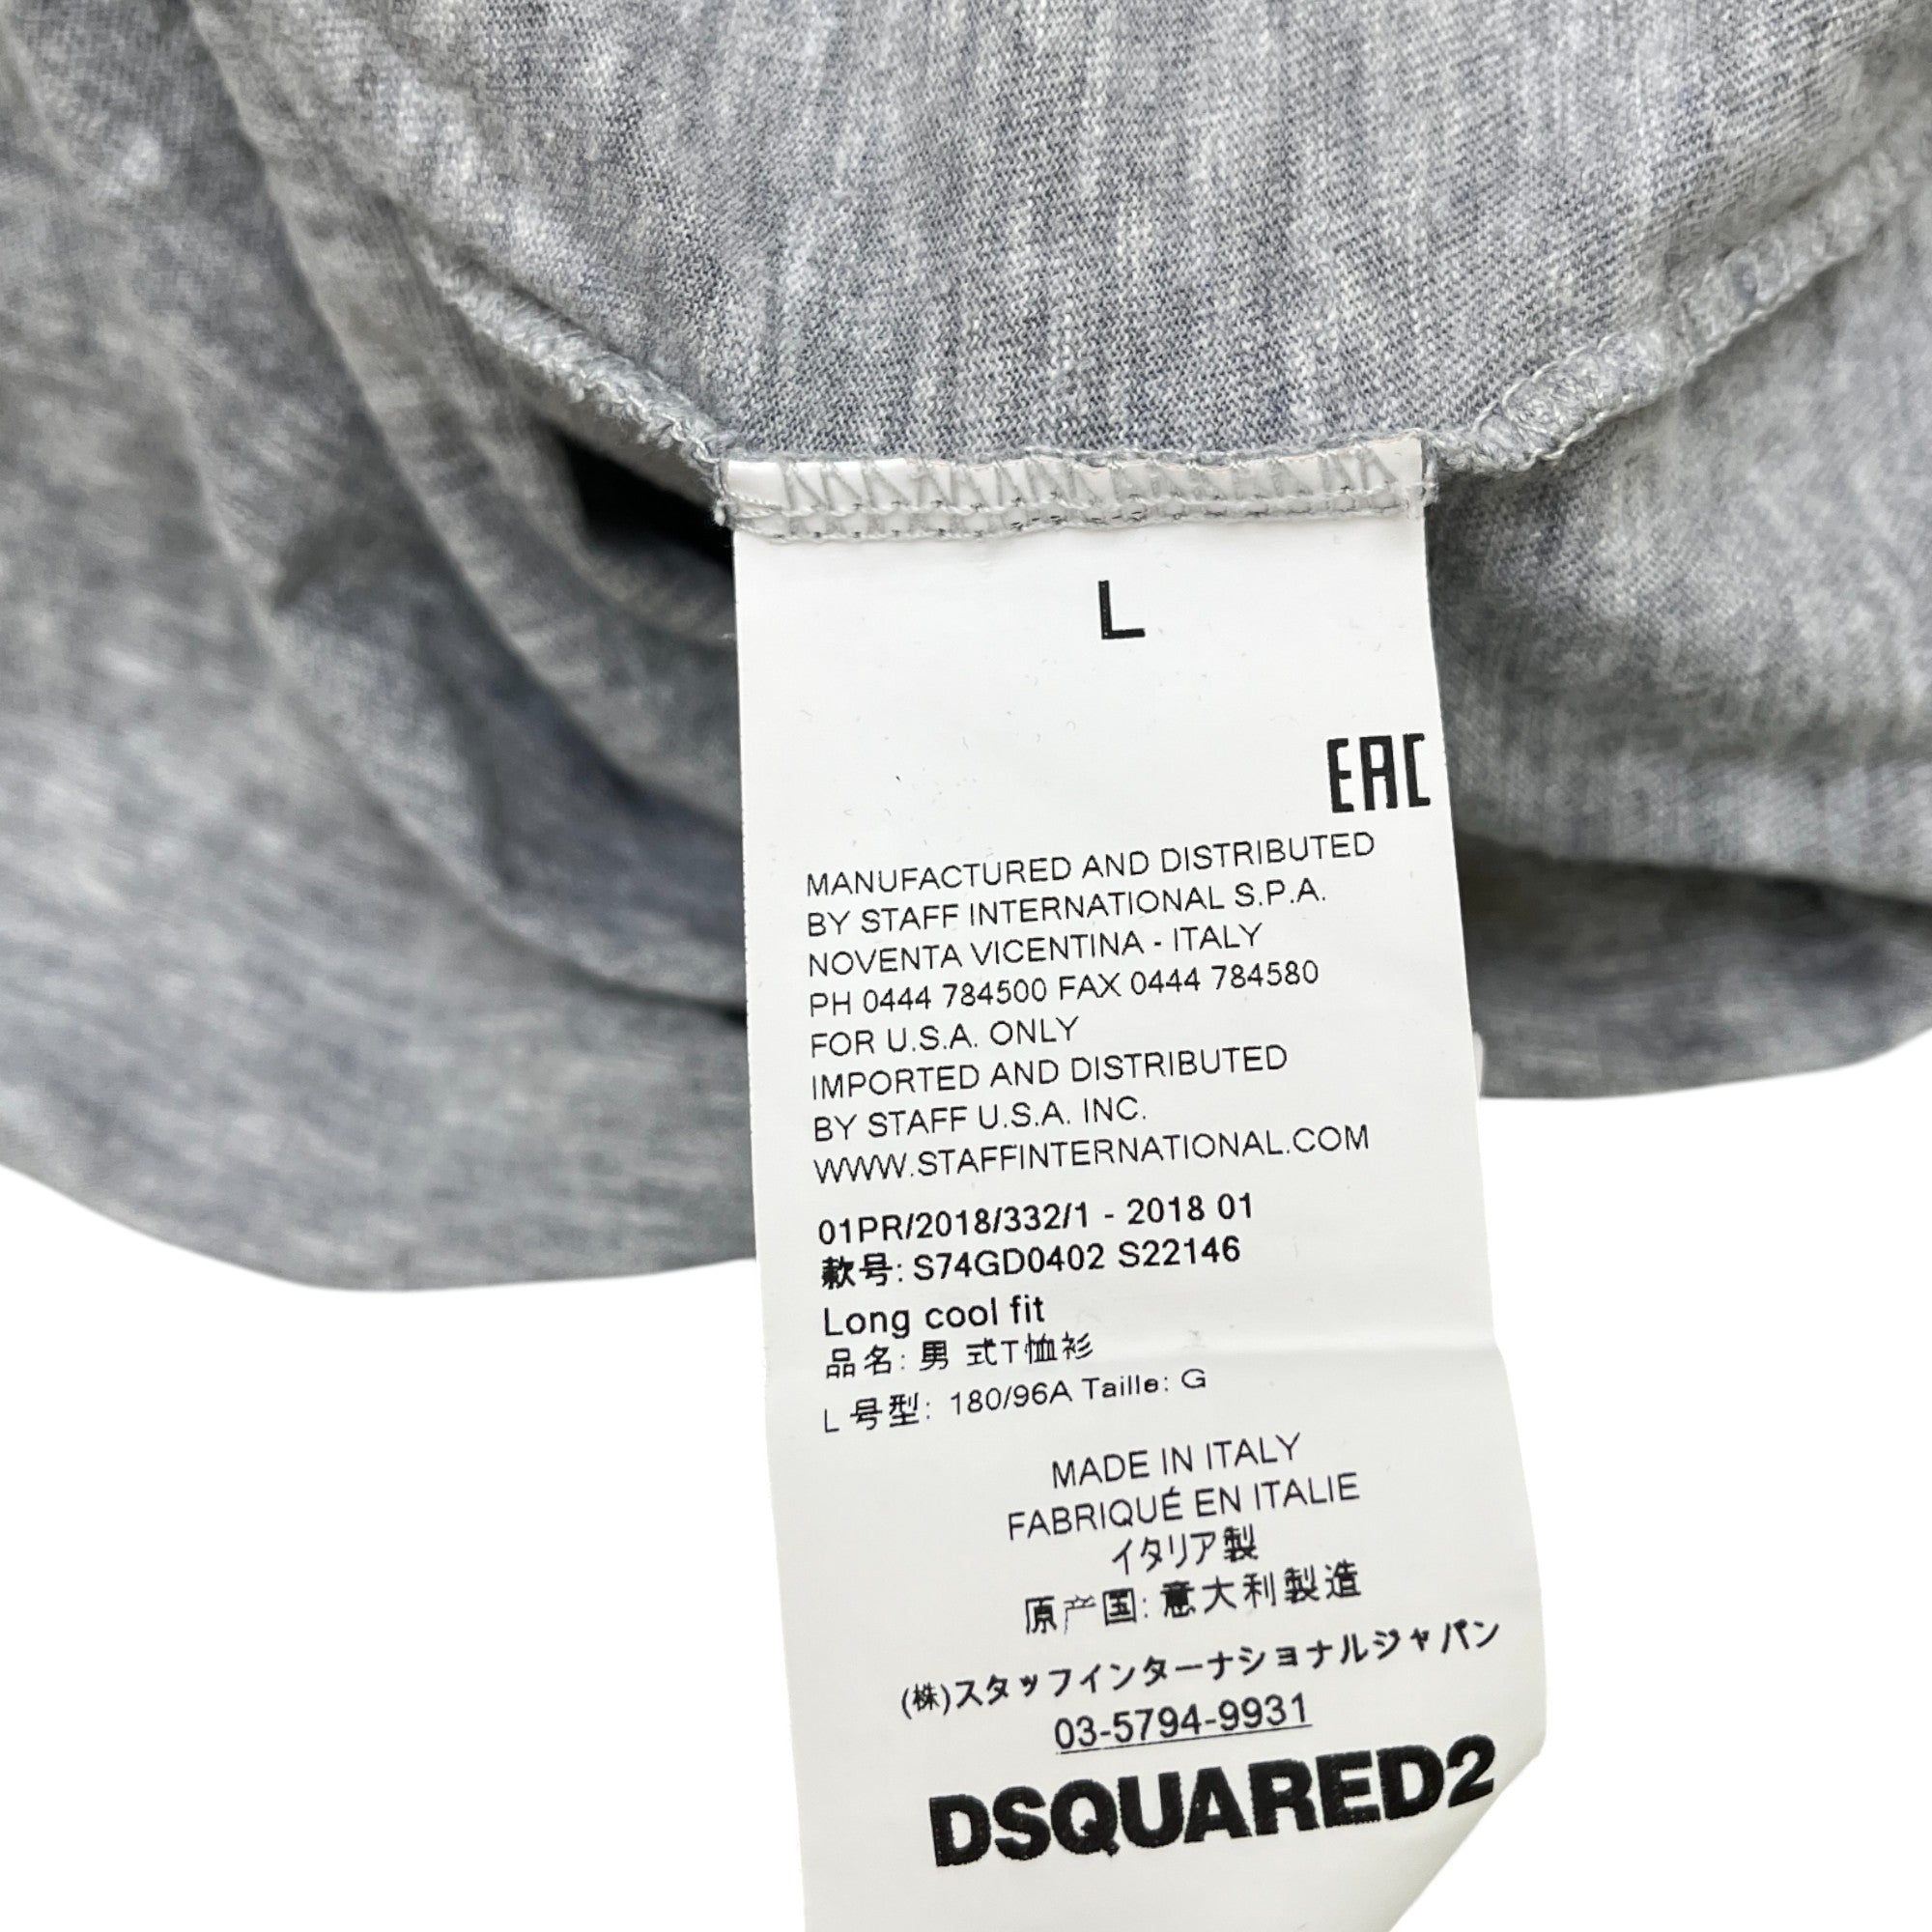 L
EAC
MANUFACTURED AND DISTRIBUTED
BY STAFF INTERNATIONAL S.P.A.
NOVENTA VICENTINA - ITALY
PH 0444 784500 FAX 0444 784580
FOR U.S.A. ONLY
IMPORTED AND DISTRIBUTED
BY STAFF U.S.A. INC.
WWW.STAFFINTERNATIONAL.COM
01PR/2018/332/1 - 2018 01
款号: S74GD0402 S22146
Long cool fit
品名: 男 式T恤衫
L 号型: 180/96A Taille: G
MADE IN ITALY
FABRIQUÉ EN ITALIE
イタリア製
原产国: 意大利製造
(株)スタッフインターナショナルジャパン
03-5794-9931
DSQUARED2